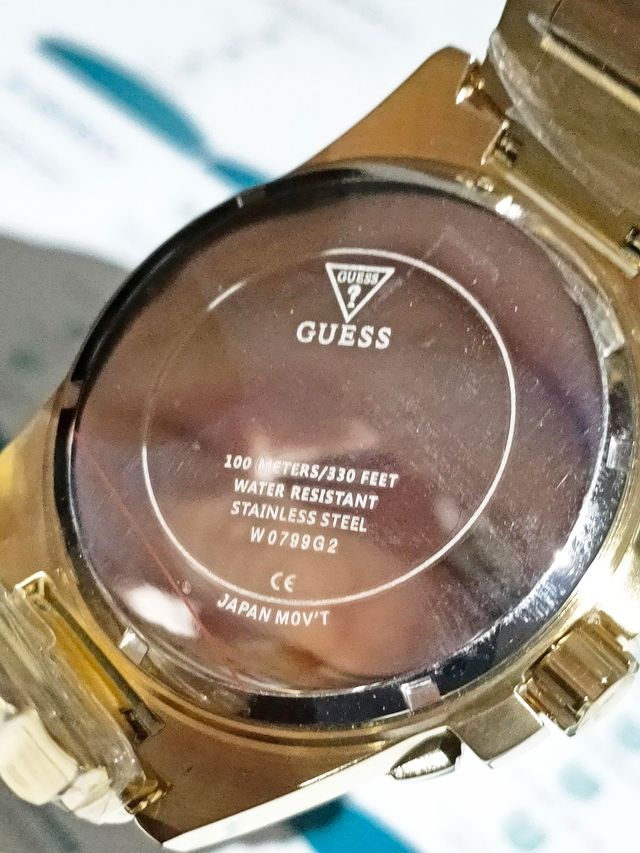 GUESS
?
GUESS
100 METERS/330 FEET
WATER RESISTANT
STAINLESS STEEL
W0799G2
CE
JAPAN MOV'T